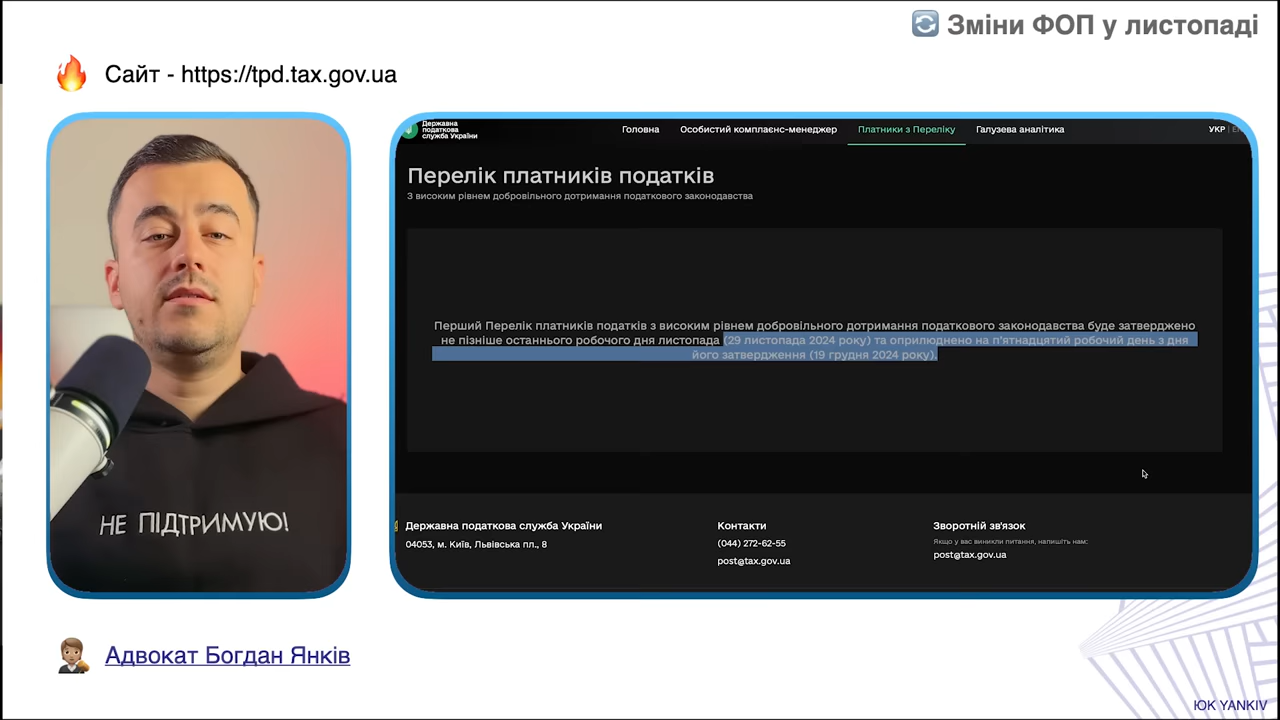 Зміни ФОП у листопаді
Сайт - https://tpd.tax.gov.ua
Державна
податкова
служба України
Головна
Особистий комплаєнс-менеджер
Платники з Переліку
Галузева аналітика
УКР
Перелік платників податків
З високим рівнем добровільного дотримання податкового законодавства
Перший Перелік платників податків з високим рівнем добровільного дотримання податкового законодавства буде затверджено
не пізніше останнього робочого дня листопада (29 листопада 2024 року) та оприлюднено на п'ятнадцятий робочий день з дня
його затвердження (19 грудня 2024 року).
НЕ ПІДТРИМУЮ!
Державна податкова служба України
04053, м. Київ, Львівська пл., 8
Контакти
(044) 272-62-55
post@tax.gov.ua
Зворотній зв'язок
Якщо у вас виникли питання, напишіть нам:
post@tax.gov.ua
Адвокат Богдан Янків
ЮК YANKIV